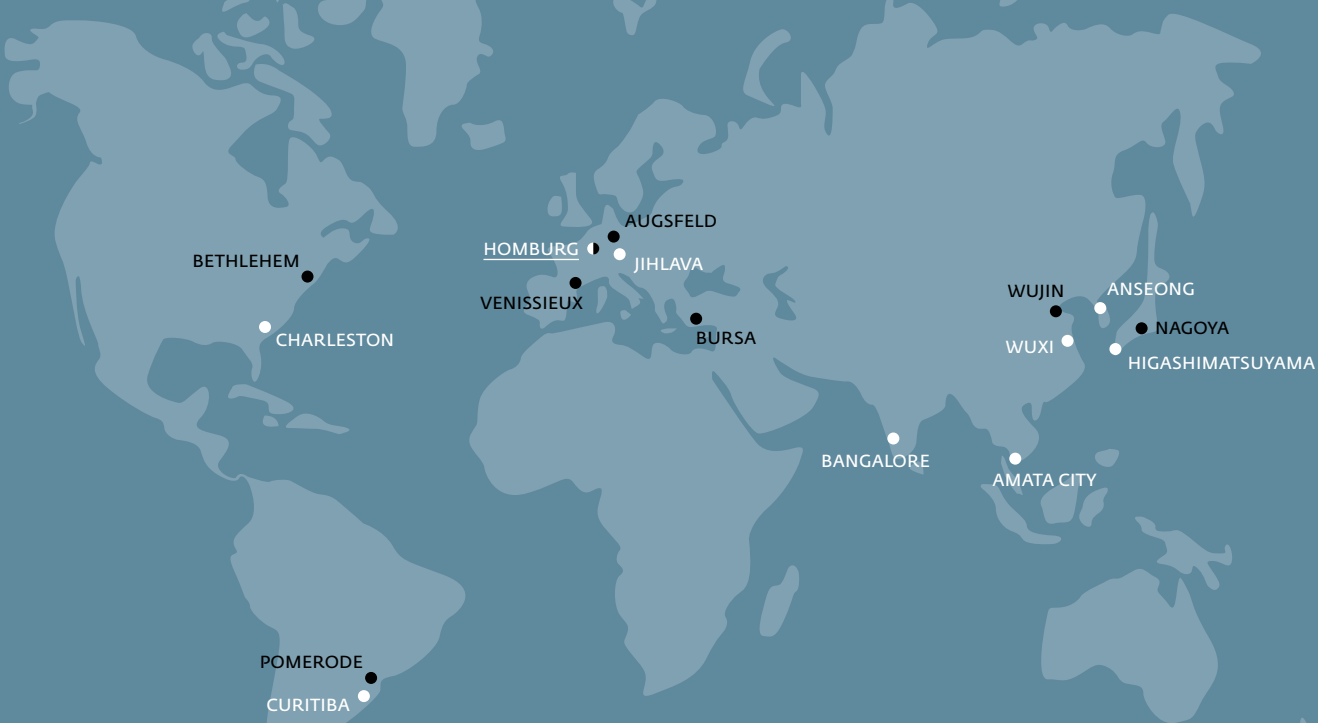 AUGSFELD
HOMBURG
JIHLAVA
BETHLEHEM
VENISSIEUX
WUJIN
ANSEONG
CHARLESTON
BURSA
NAGOYA
WUXI
HIGASHIMATSUYAMA
BANGALORE
AMATA CITY
POMERODE
CURITIBA